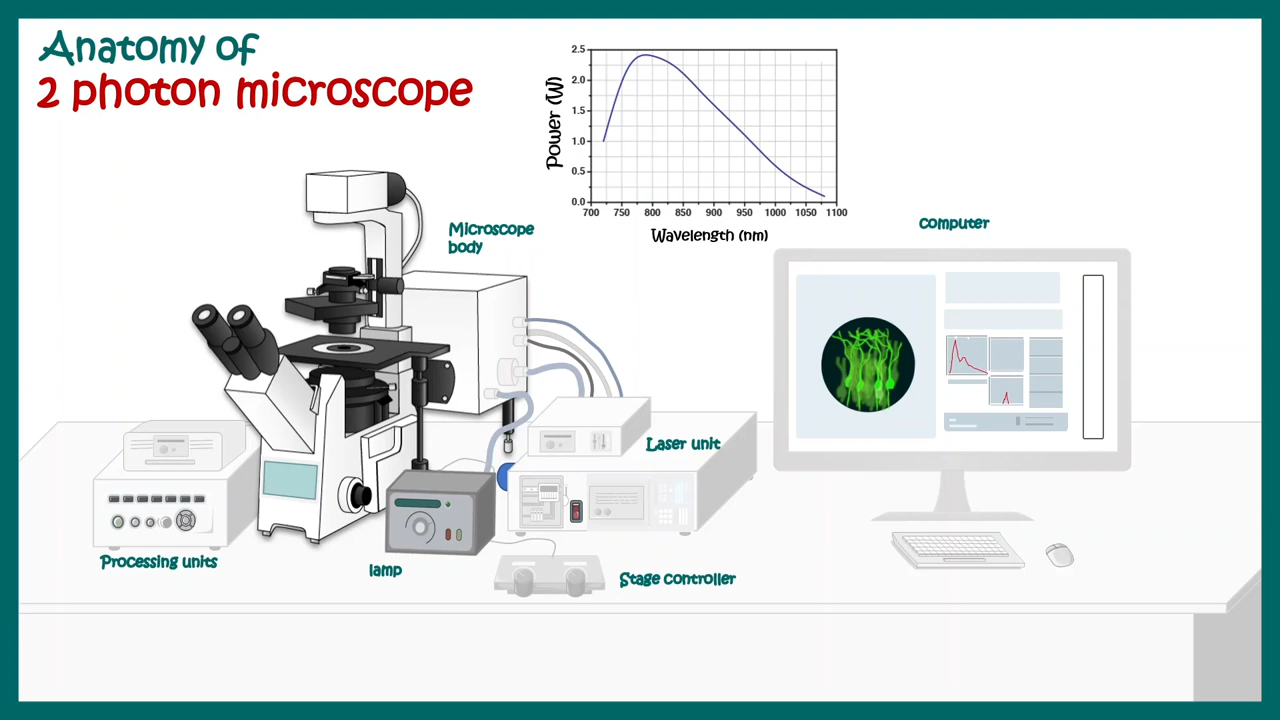 Anatomy of
2 photon microscope
2.5
2.0
1.5
1.0
0.5
0.0
Power (W)
700 750 800 850 900 950 1000 1050 1100
Wavelength (nm)
Microscope
body
computer
Laser unit
Processing units
lamp
Stage controller